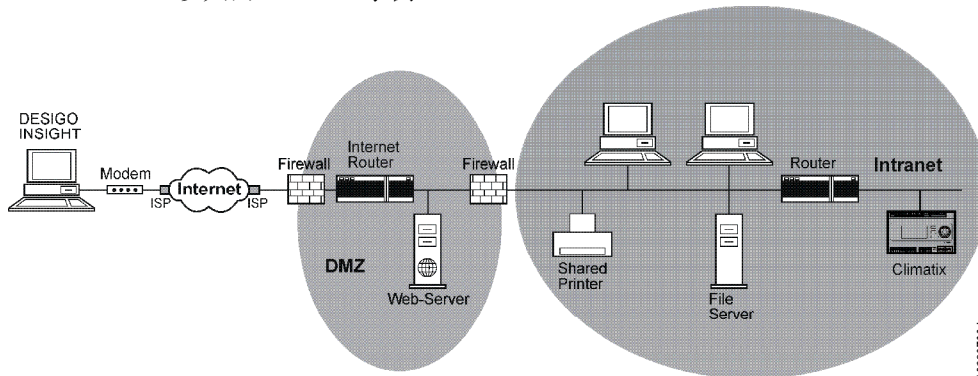 DESIGO
INSIGHT
Modem
ISP
Internet
ISP
Firewall
Internet
Router
DMZ
Web-Server
Firewall
Shared
Printer
File
Server
Router
Intranet
Climatix